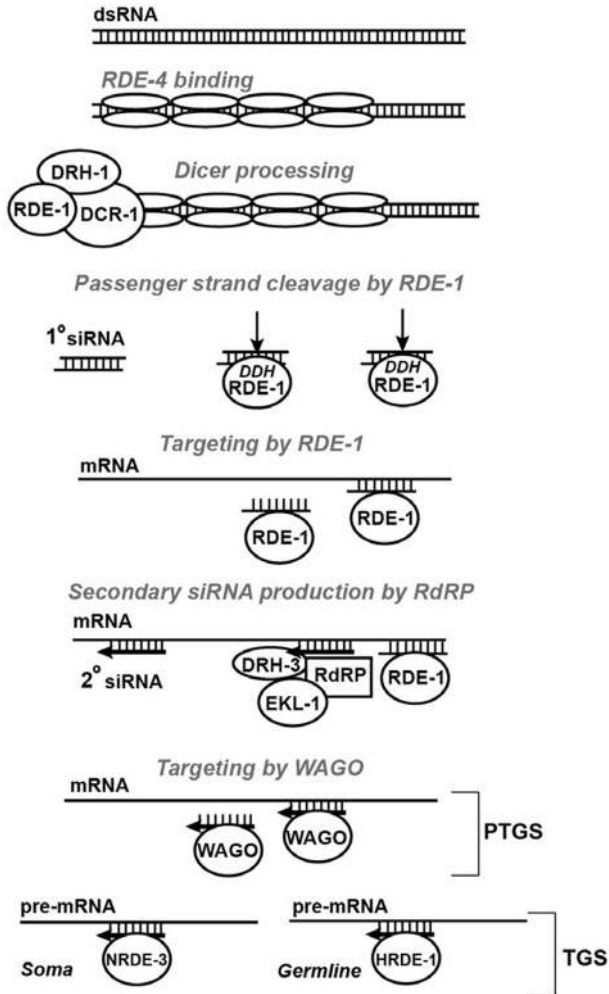 dsRNA
RDE-4 binding
Dicer processing
DRH-1
RDE-1
DCR-1
Passenger strand cleavage by RDE-1
1° siRNA
DDH
RDE-1
DDH
RDE-1
Targeting by RDE-1
mRNA
RDE-1
RDE-1
Secondary siRNA production by RdRP
mRNA
2° siRNA
DRH-3
RdRP
EKL-1
RDE-1
Targeting by WAGO
mRNA
WAGO
WAGO
PTGS
pre-mRNA
pre-mRNA
NRDE-3
HRDE-1
Soma
Germline
TGS